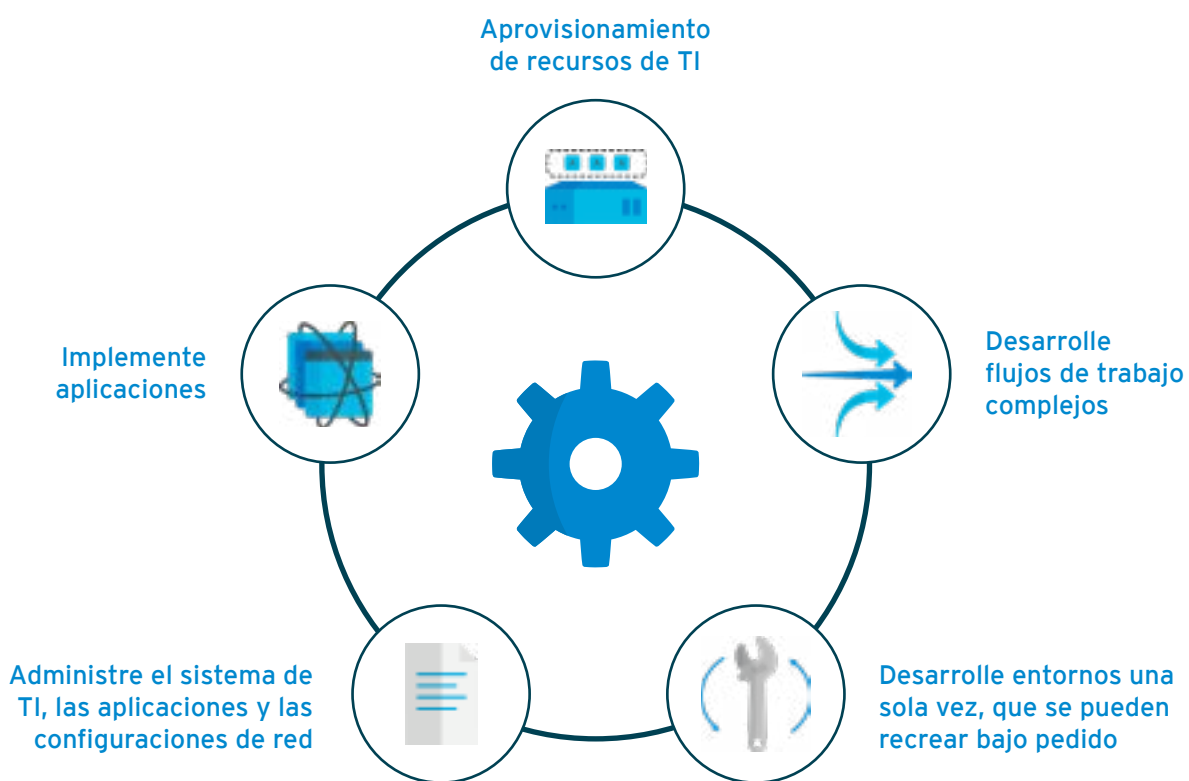 Aprovisionamiento
de recursos de TI
Desarrolle
flujos de trabajo
complejos
Desarrolle entornos una
sola vez, que se pueden
recrear bajo pedido
Administre el sistema de
TI, las aplicaciones y las
configuraciones de red
Implemente
aplicaciones